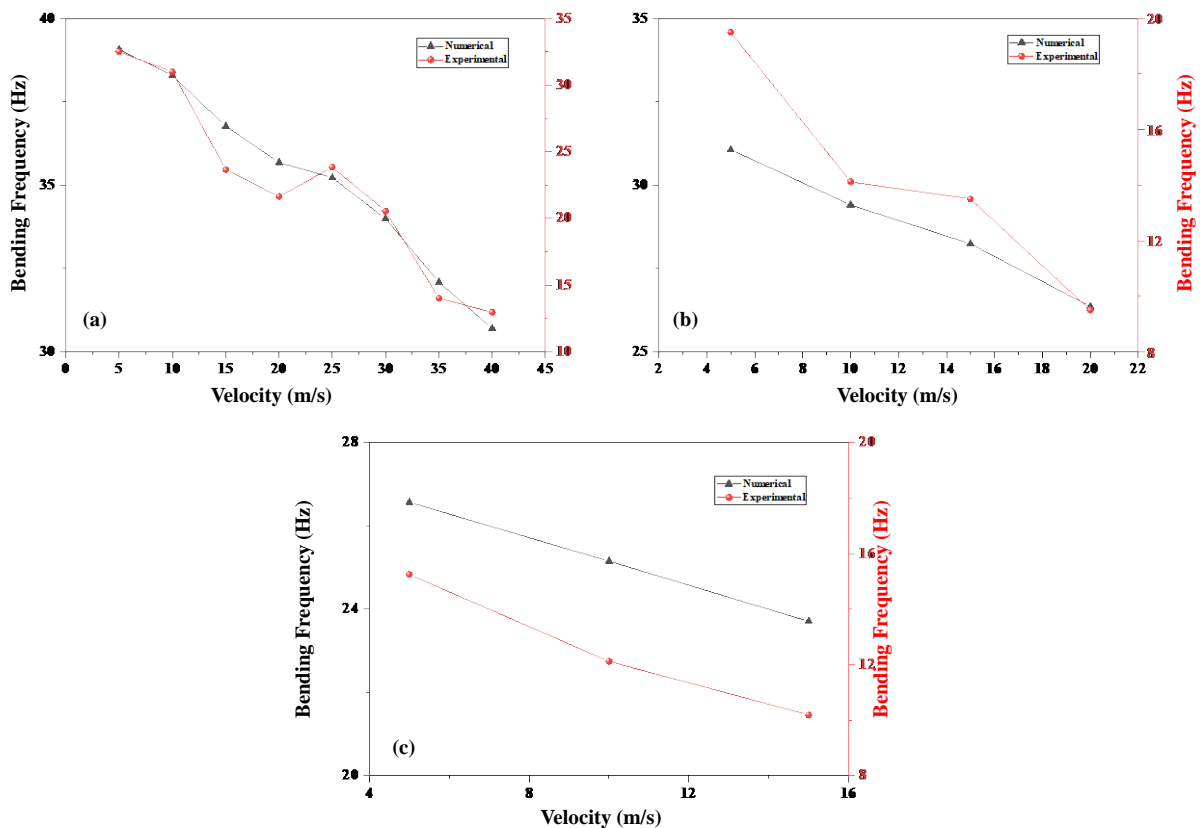 40
35
30
Bending Frequency (Hz)
0 5 10 15 20 25 30 35 40 45
Velocity (m/s)
35
30
25
20
15
10
Bending Frequency (Hz)
Numerical
Experimental
(a)
35
30
25
Bending Frequency (Hz)
2 4 6 8 10 12 14 16 18 20 22
Velocity (m/s)
20
16
12
8
Bending Frequency (Hz)
Numerical
Experimental
(b)
28
24
20
Bending Frequency (Hz)
4 8 12 16
Velocity (m/s)
20
16
12
8
Bending Frequency (Hz)
Numerical
Experimental
(c)